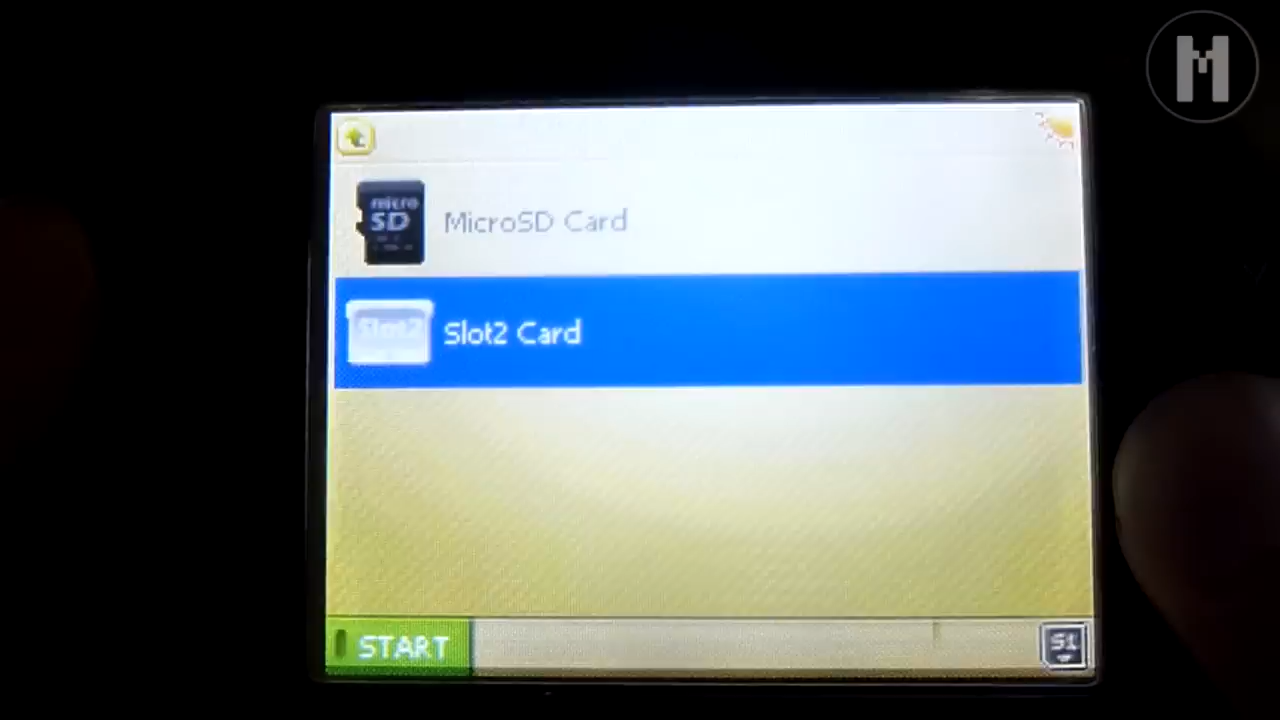 M
micro
SD
MicroSD Card
Slot2
Slot2 Card
START
S1